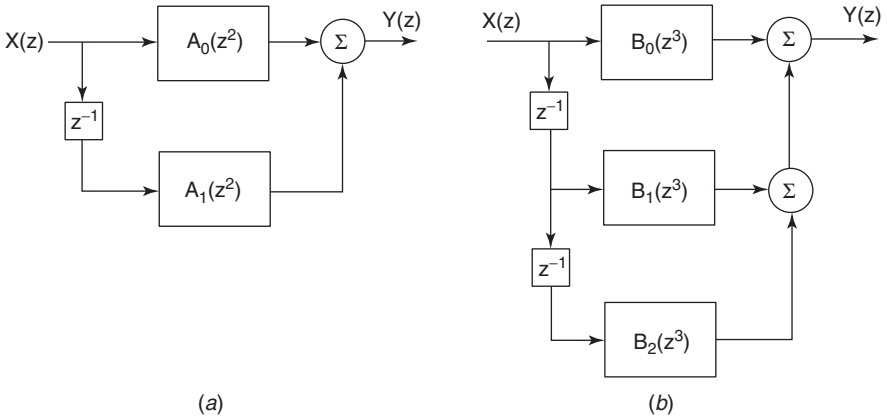 X(z) A₀(z²) Σ Y(z)
z⁻¹
A₁(z²)
(a)
X(z) B₀(z³) Σ Y(z)
z⁻¹
B₁(z³) Σ
z⁻¹
B₂(z³)
(b)